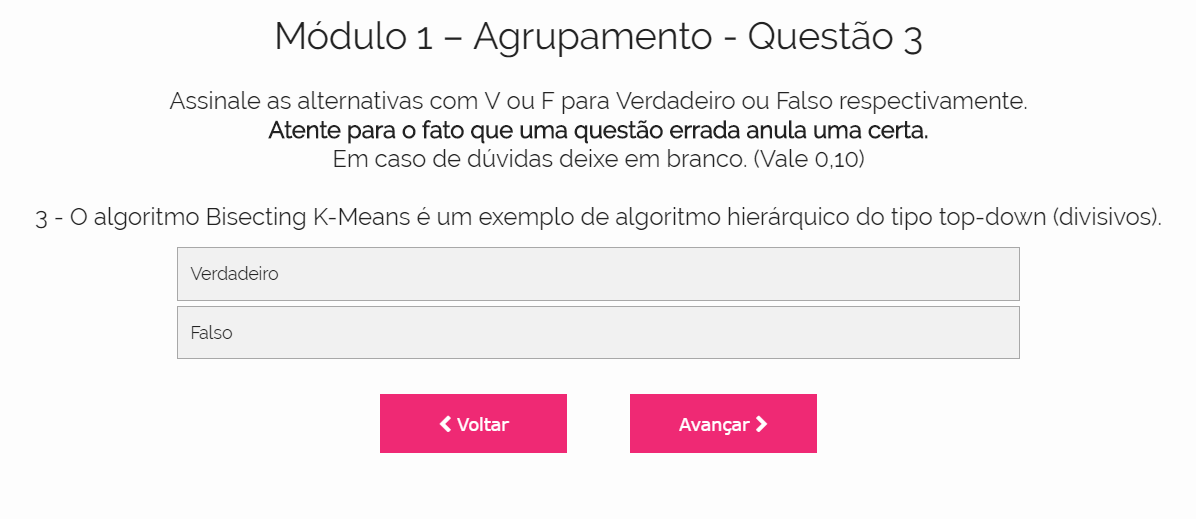 Módulo 1 – Agrupamento - Questão 3
Assinale as alternativas com V ou F para Verdadeiro ou Falso respectivamente.
Atente para o fato que uma questão errada anula uma certa.
Em caso de dúvidas deixe em branco. (Vale 0,10)
3 - O algoritmo Bisecting K-Means é um exemplo de algoritmo hierárquico do tipo top-down (divisivos).
Verdadeiro
Falso
Voltar
Avançar